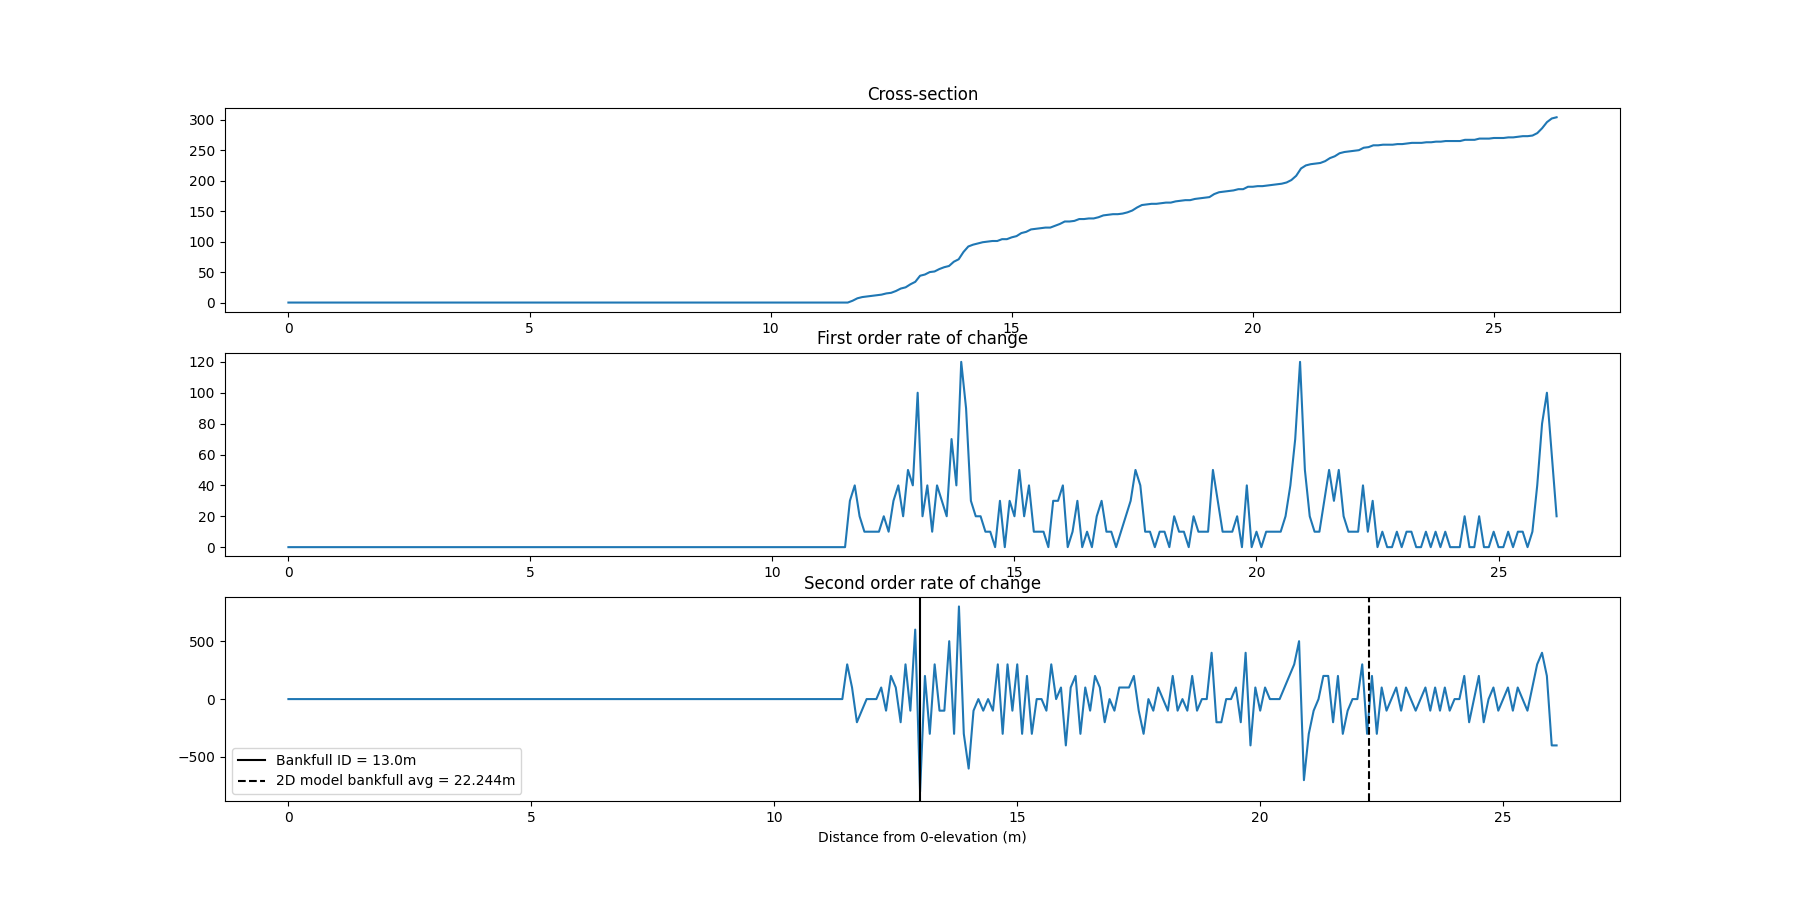 Cross-section
300
250
200
150
100
50
0
0 5 10 15 20 25
First order rate of change
120
100
80
60
40
20
0
0 5 10 15 20 25
Second order rate of change
500
0
−500
Bankfull ID = 13.0m
2D model bankfull avg = 22.244m
0 5 10 15 20 25
Distance from 0-elevation (m)